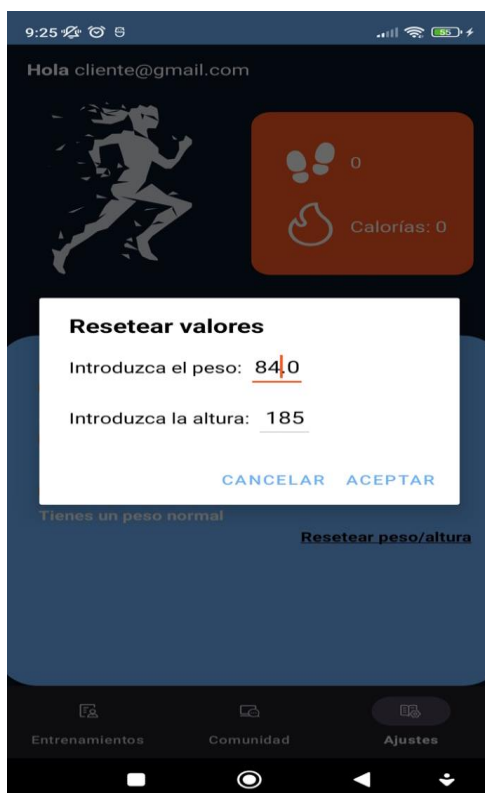 9:25
55
Hola cliente@gmail.com
0
Calorías: 0
Resetear valores
Introduzca el peso: 84.0
Introduzca la altura: 185
CANCELAR ACEPTAR
Tienes un peso normal
Resetear peso/altura
Entrenamientos Comunidad Ajustes